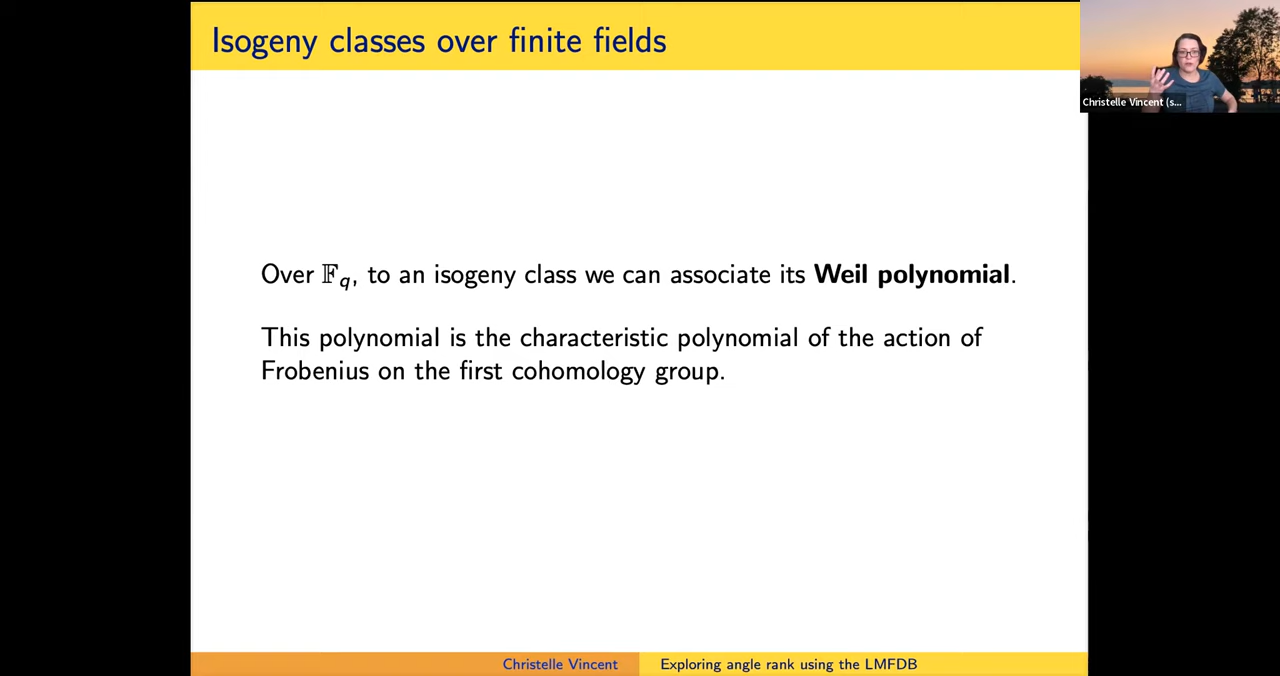 Isogeny classes over finite fields
Christelle Vincent (s...
Over 𝔽q, to an isogeny class we can associate its Weil polynomial.
This polynomial is the characteristic polynomial of the action of
Frobenius on the first cohomology group.
Christelle Vincent
Exploring angle rank using the LMFDB